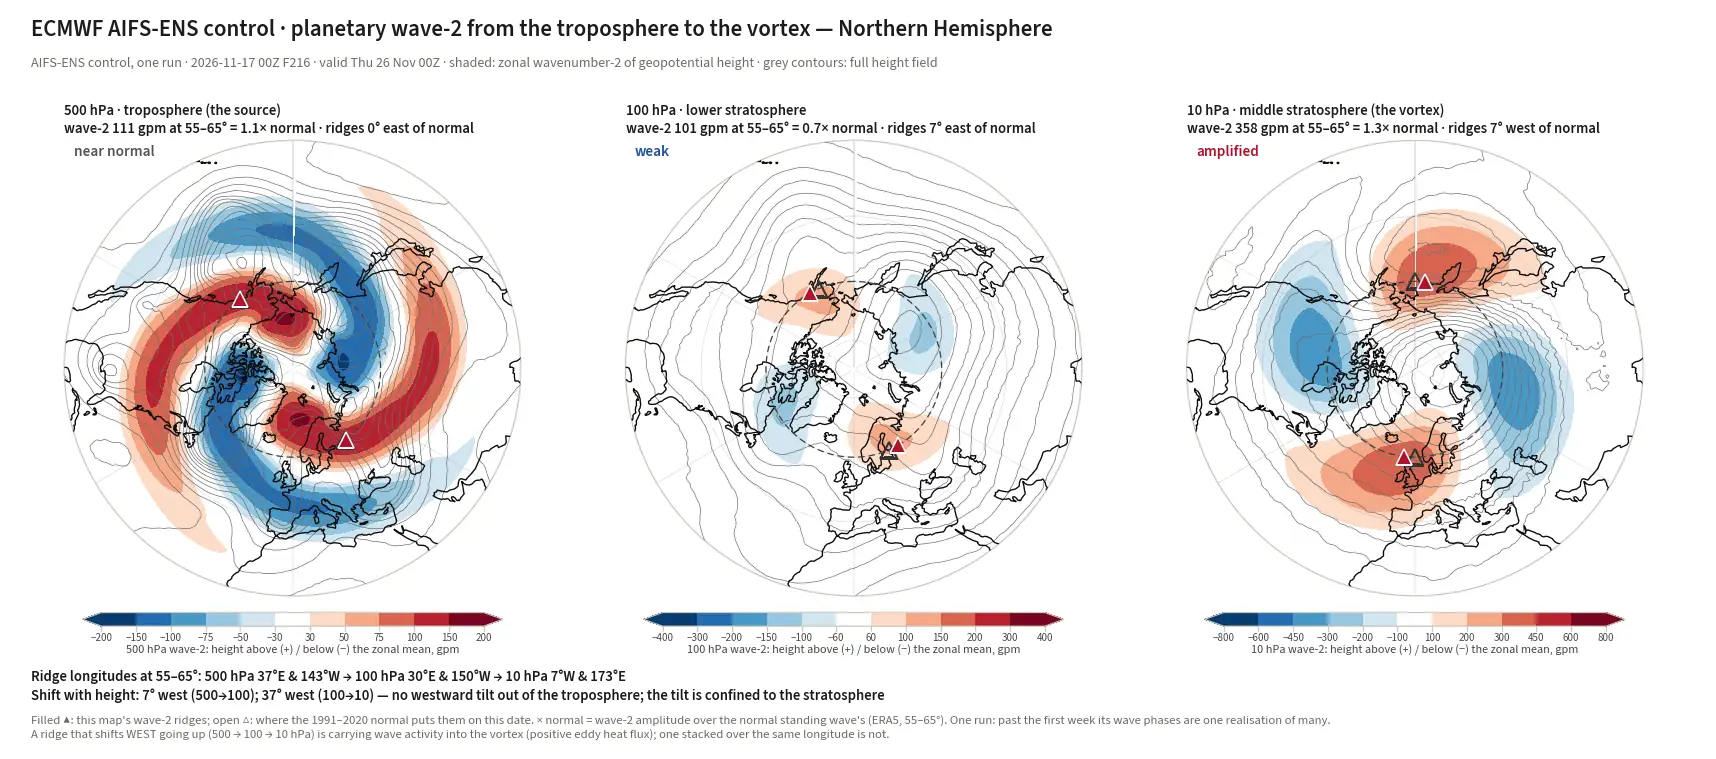 ECMWF AIFS-ENS control · planetary wave-2 from the troposphere to the vortex — Northern Hemisphere
AIFS-ENS control, one run · 2026-11-17 00Z F216 · valid Thu 26 Nov 00Z · shaded: zonal wavenumber-2 of geopotential height · grey contours: full height field
500 hPa · troposphere (the source)
wave-2 111 gpm at 55–65° = 1.1× normal · ridges 0° east of normal
near normal
100 hPa · lower stratosphere
wave-2 101 gpm at 55–65° = 0.7× normal · ridges 7° east of normal
weak
10 hPa · middle stratosphere (the vortex)
wave-2 358 gpm at 55–65° = 1.3× normal · ridges 7° west of normal
amplified
−200 −150 −100 −75 −50 −30 30 50 75 100 150 200
500 hPa wave-2: height above (+) / below (−) the zonal mean, gpm
−400 −300 −200 −150 −100 −60 60 100 150 200 300 400
100 hPa wave-2: height above (+) / below (−) the zonal mean, gpm
−800 −600 −450 −300 −200 −100 100 200 300 450 600 800
10 hPa wave-2: height above (+) / below (−) the zonal mean, gpm
Ridge longitudes at 55–65°: 500 hPa 37°E & 143°W → 100 hPa 30°E & 150°W → 10 hPa 7°W & 173°E
Shift with height: 7° west (500→100); 37° west (100→10) — no westward tilt out of the troposphere; the tilt is confined to the stratosphere
Filled ▲: this map's wave-2 ridges; open △: where the 1991–2020 normal puts them on this date. × normal = wave-2 amplitude over the normal standing wave's (ERA5, 55–65°). One run: past the first week its wave phases are one realisation of many.
A ridge that shifts WEST going up (500 → 100 → 10 hPa) is carrying wave activity into the vortex (positive eddy heat flux); one stacked over the same longitude is not.